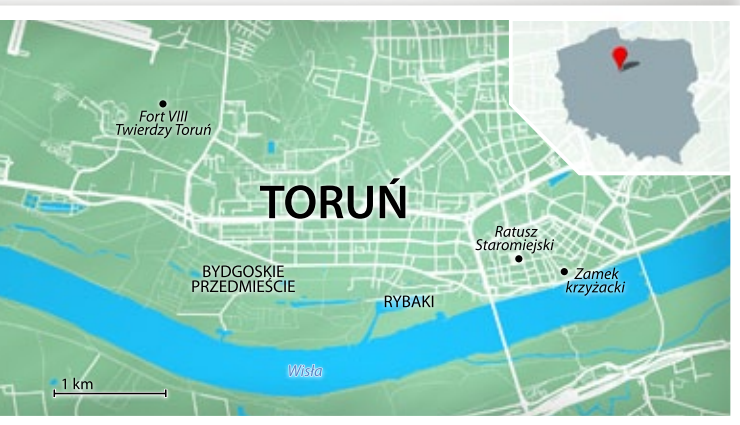 Fort VIII
Twierdzy Toruń
TORUŃ
Ratusz
Staromiejski
Zamek
krzyżacki
BYDGOSKIE
PRZEDMIEŚCIE
RYBAKI
Wisła
1 km